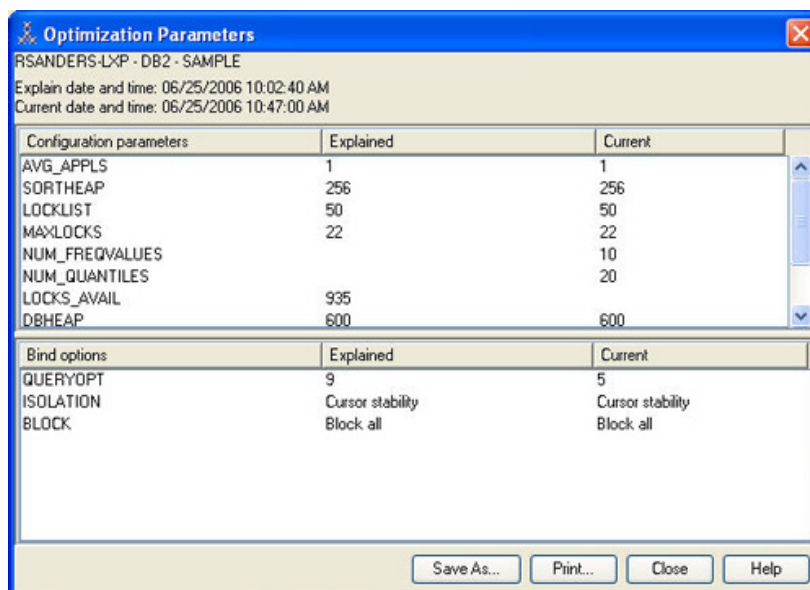 Optimization Parameters
RSANDERS-LXP - DB2 - SAMPLE
Explain date and time: 06/25/2006 10:02:40 AM
Current date and time: 06/25/2006 10:47:00 AM
Configuration parameters Explained Current
AVG_APPLS 1 1
SORTHEAP 256 256
LOCKLIST 50 50
MAXLOCKS 22 22
NUM_FREQVALUES 10
NUM_QUANTILES 20
LOCKS_AVAIL 935
DBHEAP 600 600
Bind options Explained Current
QUERYOPT 9 5
ISOLATION Cursor stability Cursor stability
BLOCK Block all Block all
Save As... Print... Close Help